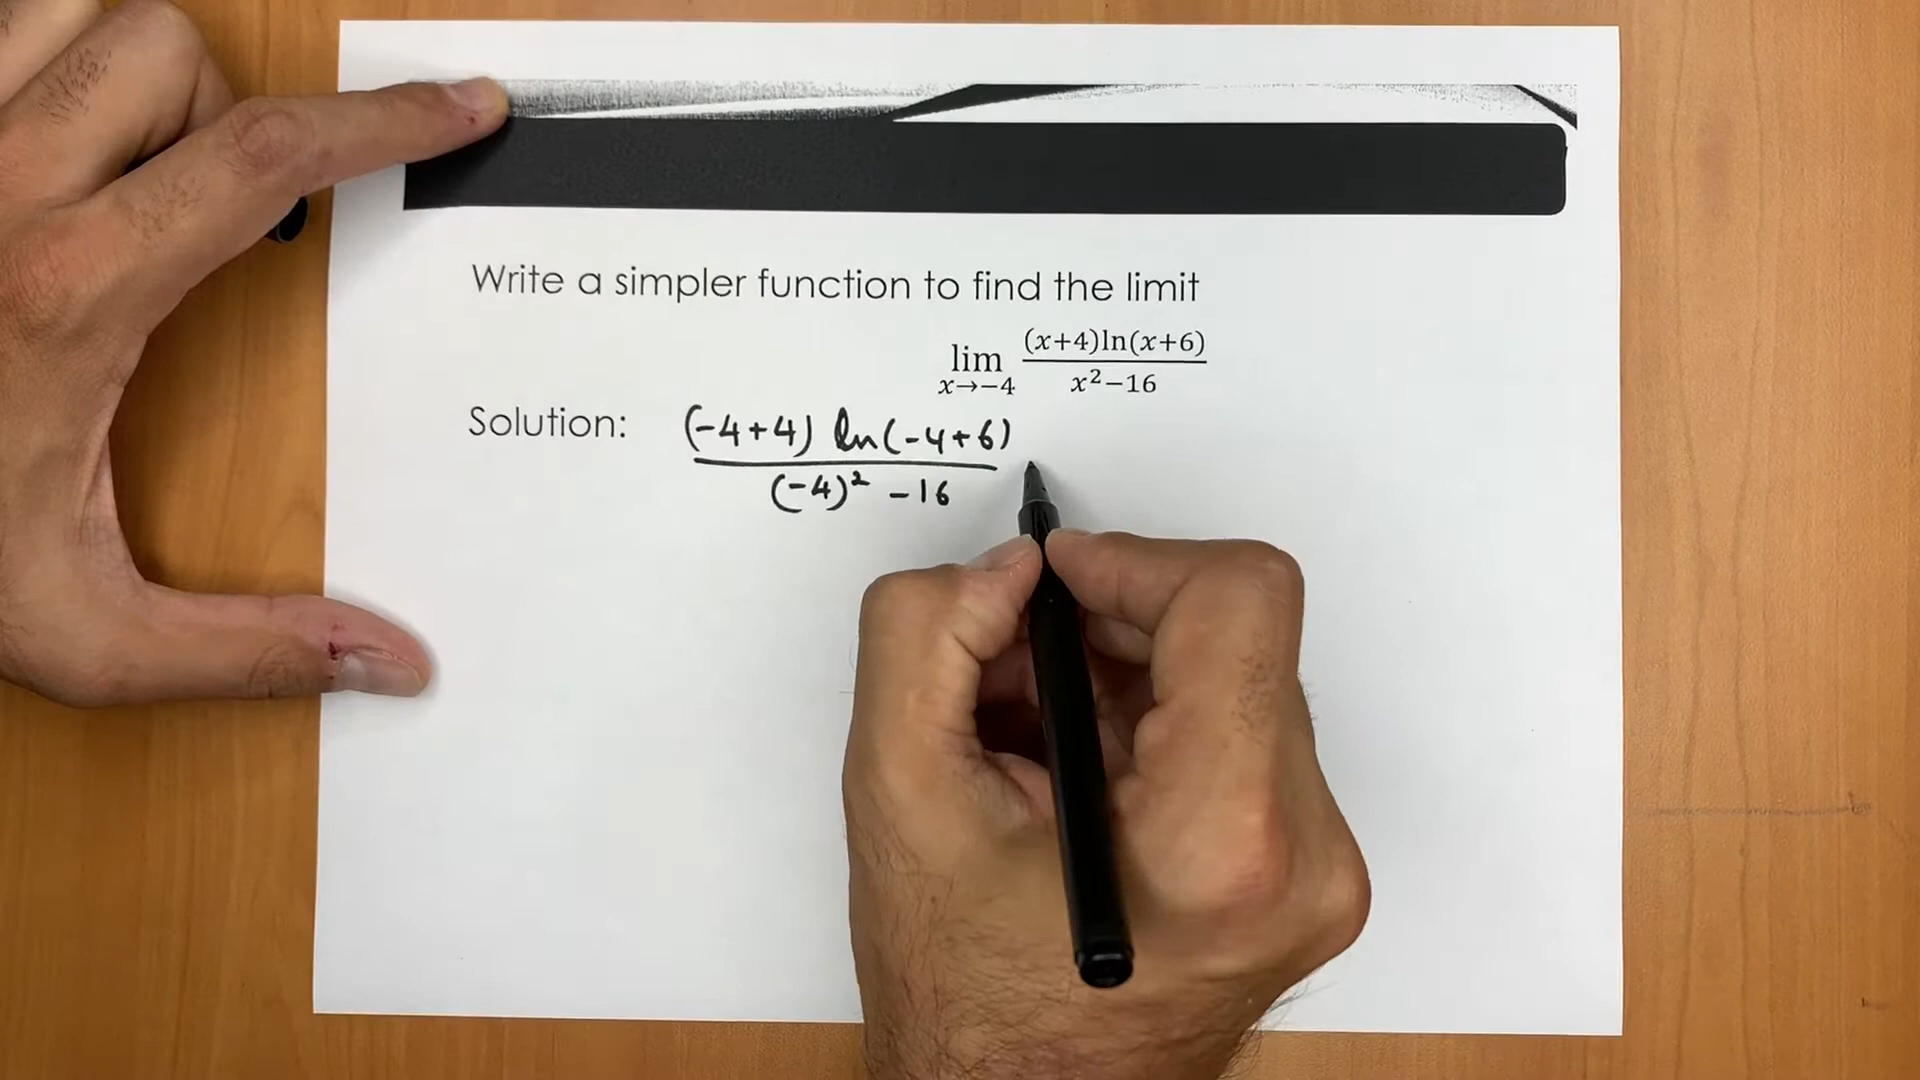 Write a simpler function to find the limit
lim x→−4 (x+4)ln(x+6) / x²−16
Solution: (-4+4) ln(-4+6) / (-4)² -16